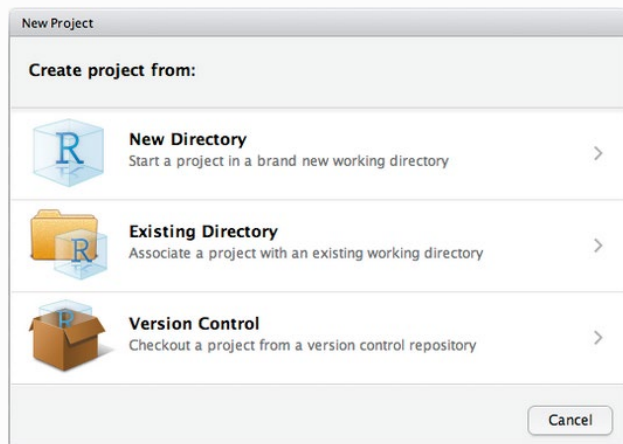 New Project
Create project from:
R
New Directory
Start a project in a brand new working directory
R
Existing Directory
Associate a project with an existing working directory
R
Version Control
Checkout a project from a version control repository
Cancel